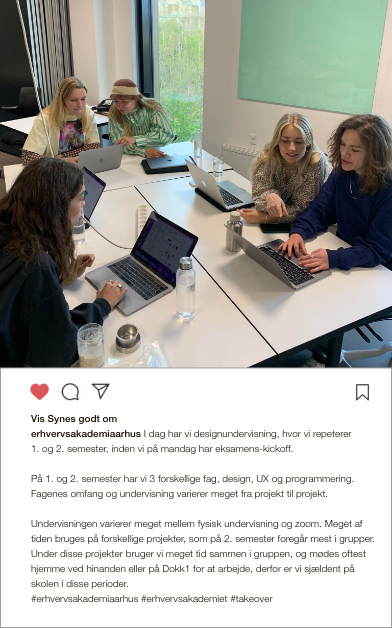 Vis Synes godt om
erhvervsakademiaarhus I dag har vi designundervisning, hvor vi repeterer
1. og 2. semester, inden vi på mandag har eksamens-kickoff.
På 1. og 2. semester har vi 3 forskellige fag, design, UX og programmering.
Fagenes omfang og undervisning varierer meget fra projekt til projekt.
Undervisningen varierer meget mellem fysisk undervisning og zoom. Meget af
tiden bruges på forskellige projekter, som på 2. semester foregår mest i grupper.
Under disse projekter bruger vi meget tid sammen i gruppen, og mødes oftest
hjemme ved hinanden eller på Dokk1 for at arbejde, derfor er vi sjældent på
skolen i disse perioder.
#erhvervsakademiaarhus #erhvervsakademiet #takeover